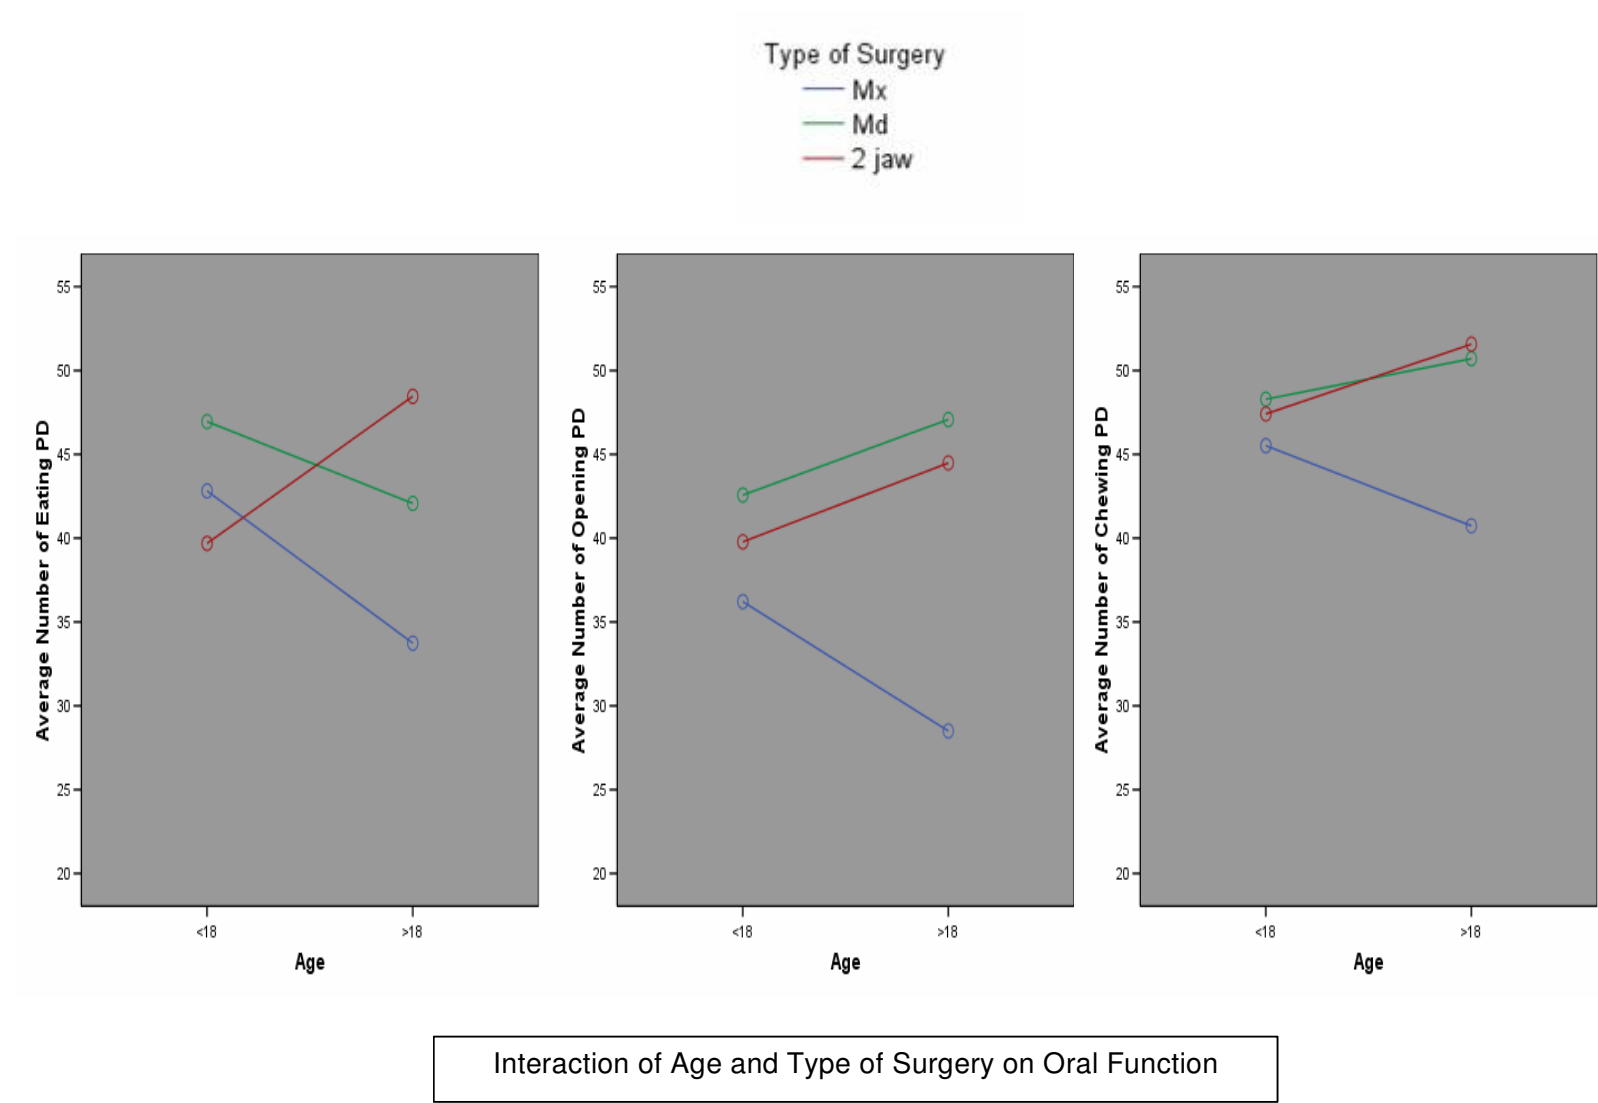 Type of Surgery
Mx
Md
2 jaw
Average Number of Eating PD
55
50
45
40
35
30
25
20
<18
>18
Age
Average Number of Opening PD
55
50
45
40
35
30
25
20
<18
>18
Age
Average Number of Chewing PD
55
50
45
40
35
30
25
20
<18
>18
Age
Interaction of Age and Type of Surgery on Oral Function